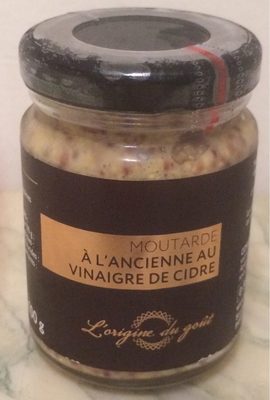 MOUTARDE
À L'ANCIENNE AU
VINAIGRE DE CIDRE
L'origine du goût